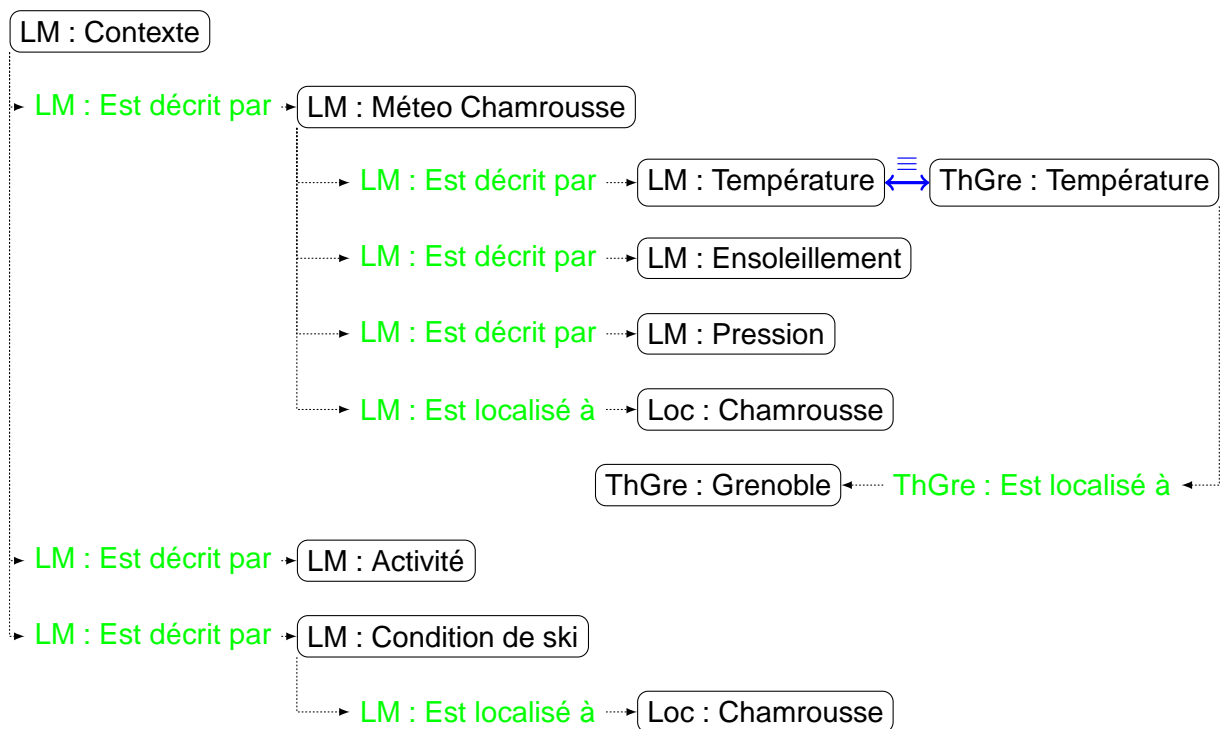 LM : Contexte
LM : Est décrit par LM : Méteo Chamrousse
LM : Est décrit par LM : Température ≡ ThGre : Température
LM : Est décrit par LM : Ensoleillement
LM : Est décrit par LM : Pression
LM : Est localisé à Loc : Chamrousse
ThGre : Grenoble ThGre : Est localisé à
LM : Est décrit par LM : Activité
LM : Est décrit par LM : Condition de ski
LM : Est localisé à Loc : Chamrousse